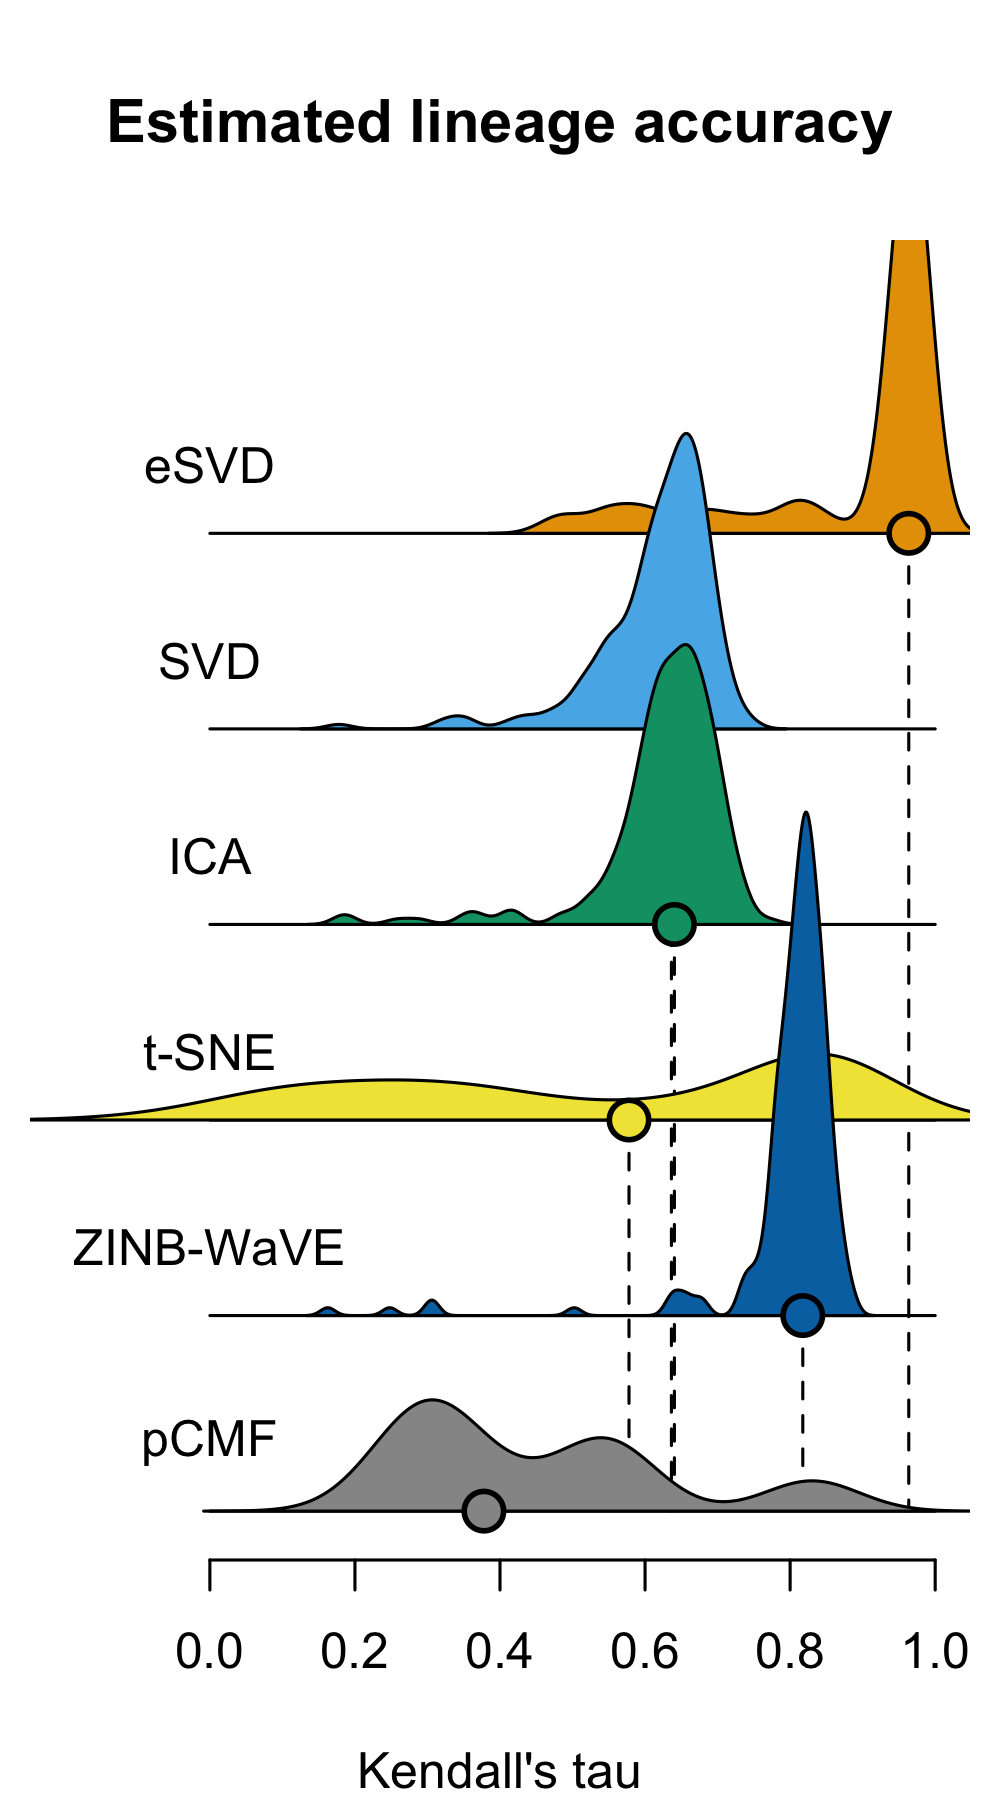 Estimated lineage accuracy
eSVD
SVD
ICA
t-SNE
ZINB-WaVE
pCMF
0.0 0.2 0.4 0.6 0.8 1.0
Kendall's tau